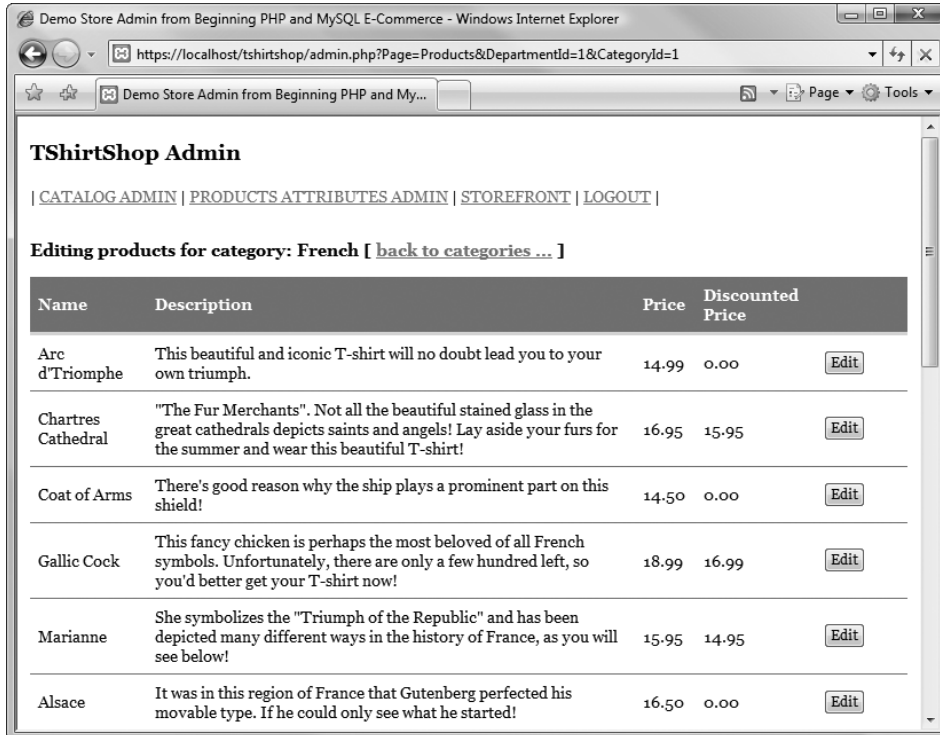 Demo Store Admin from Beginning PHP and MySQL E-Commerce - Windows Internet Explorer
https://localhost/tshirtshop/admin.php?Page=Products&DepartmentId=1&CategoryId=1
Demo Store Admin from Beginning PHP and My...
Page
Tools
TShirtShop Admin
| CATALOG ADMIN | PRODUCTS ATTRIBUTES ADMIN | STOREFRONT | LOGOUT |
Editing products for category: French [ back to categories ... ]
Name Description Price Discounted
Price
Arc
d'Triomphe
This beautiful and iconic T-shirt will no doubt lead you to your
own triumph.
14.99 0.00 Edit
Chartres
Cathedral
"The Fur Merchants". Not all the beautiful stained glass in the
great cathedrals depicts saints and angels! Lay aside your furs for
the summer and wear this beautiful T-shirt!
16.95 15.95 Edit
Coat of Arms
There's good reason why the ship plays a prominent part on this
shield!
14.50 0.00 Edit
Gallic Cock
This fancy chicken is perhaps the most beloved of all French
symbols. Unfortunately, there are only a few hundred left, so
you'd better get your T-shirt now!
18.99 16.99 Edit
Marianne
She symbolizes the "Triumph of the Republic" and has been
depicted many different ways in the history of France, as you will
see below!
15.95 14.95 Edit
Alsace
It was in this region of France that Gutenberg perfected his
movable type. If he could only see what he started!
16.50 0.00 Edit